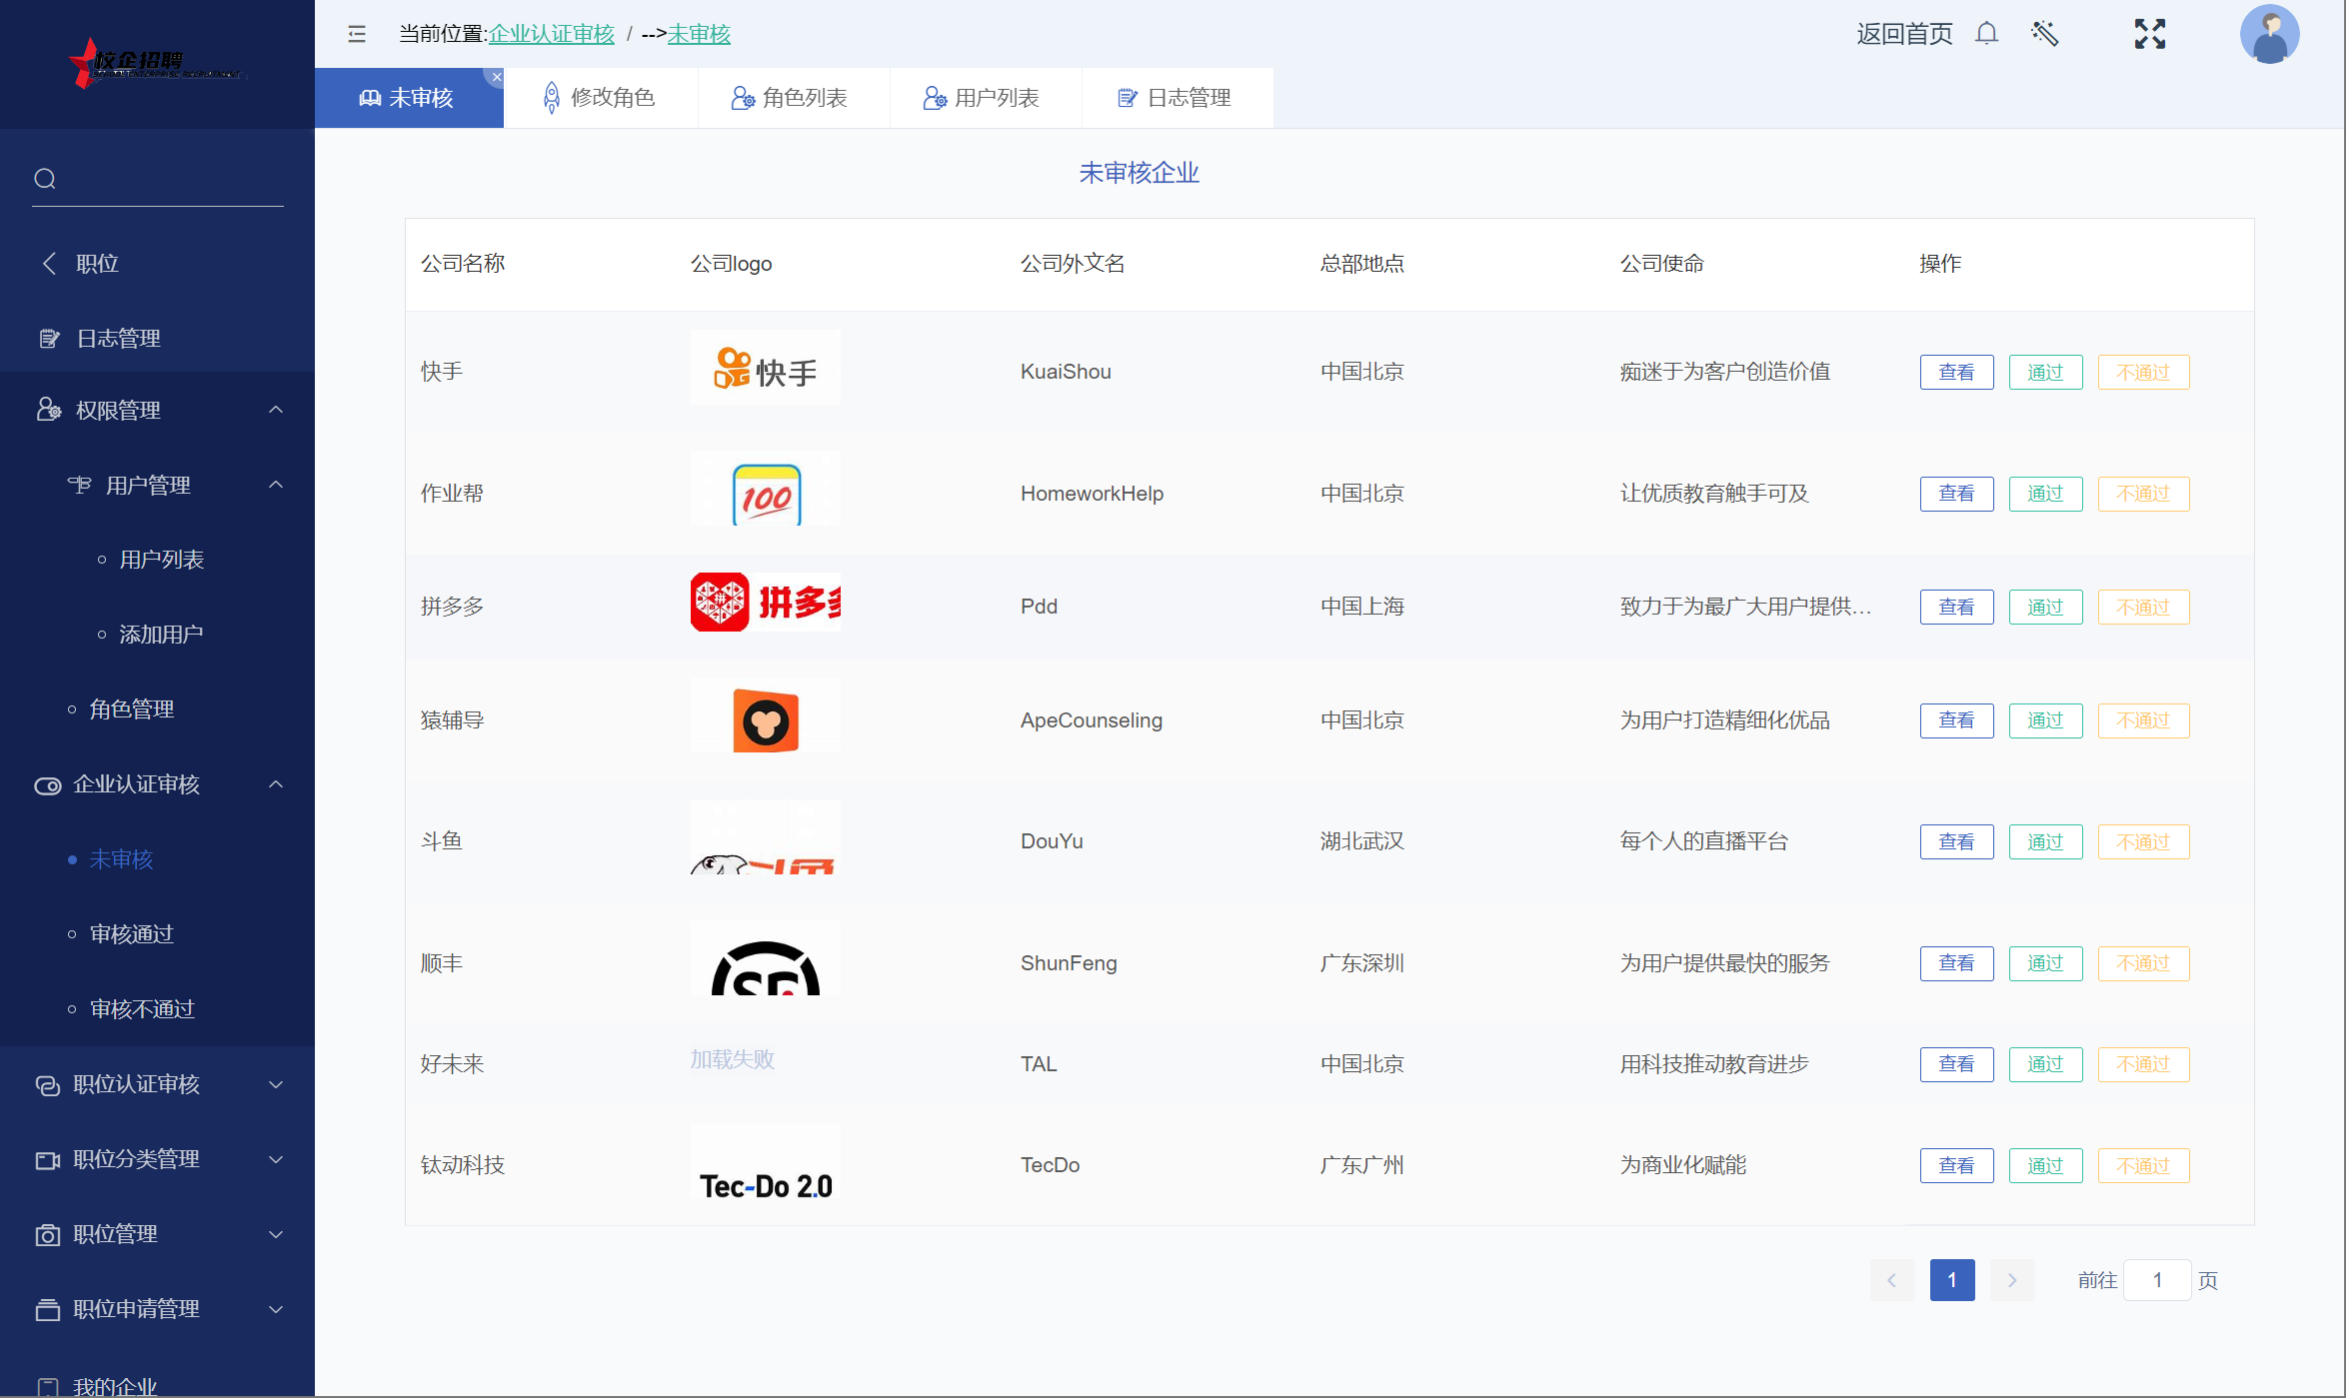 校企招聘
当前位置:企业认证审核 / -->未审核
返回首页
未审核
修改角色
角色列表
用户列表
日志管理
职位
日志管理
权限管理
用户管理
用户列表
添加用户
角色管理
企业认证审核
未审核
审核通过
审核不通过
职位认证审核
职位分类管理
职位管理
职位申请管理
我的企业
未审核企业
公司名称 公司logo 公司外文名 总部地点 公司使命 操作
快手 快手 KuaiShou 中国北京 痴迷于为客户创造价值 查看 通过 不通过
作业帮 100 HomeworkHelp 中国北京 让优质教育触手可及 查看 通过 不通过
拼多多 拼 拼多多 Pdd 中国上海 致力于为最广大用户提供... 查看 通过 不通过
猿辅导 ApeCounseling 中国北京 为用户打造精细化优品 查看 通过 不通过
斗鱼 DouYu 湖北武汉 每个人的直播平台 查看 通过 不通过
顺丰 SF ShunFeng 广东深圳 为用户提供最快的服务 查看 通过 不通过
好未来 加载失败 TAL 中国北京 用科技推动教育进步 查看 通过 不通过
钛动科技 Tec-Do 2.0 TecDo 广东广州 为商业化赋能 查看 通过 不通过
1 前往 1 页